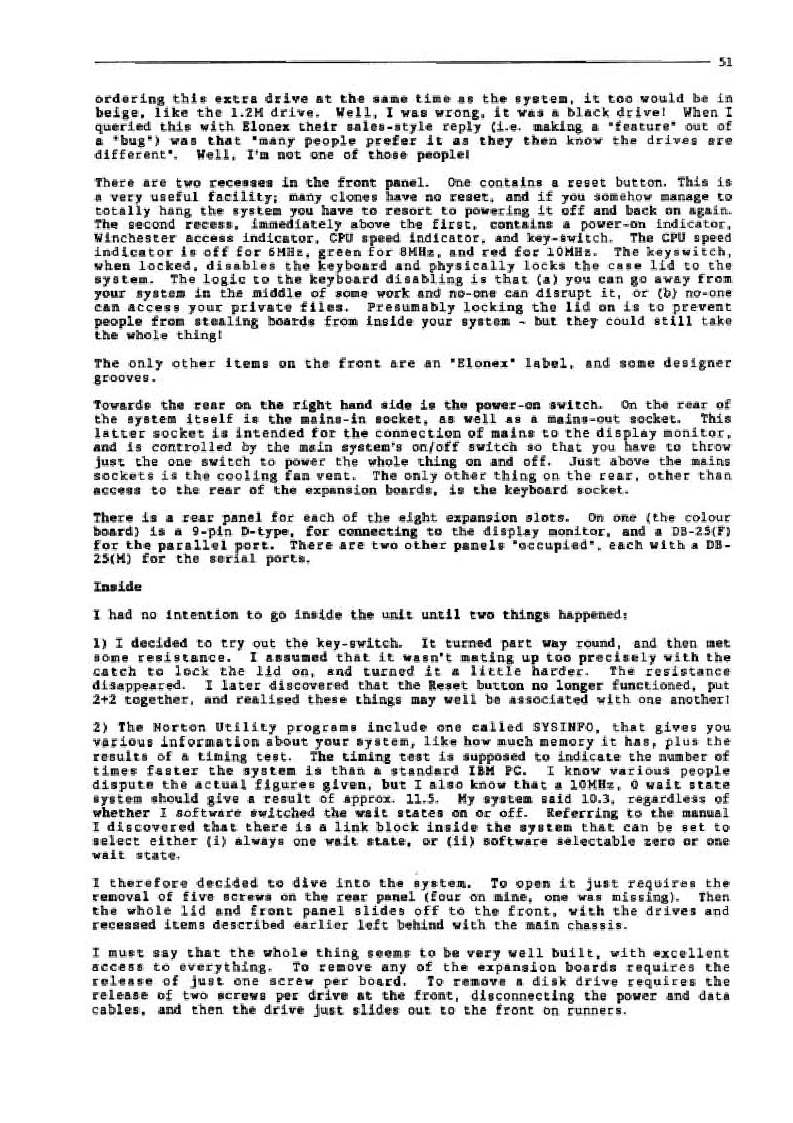 51
ordering this extra drive at the same time as the system, it too would be in
beige, like the 1.2M drive. Well, I was wrong, it was a black drive! When I
queried this with Elonex their sales-style reply (i.e. making a "feature" out of
a "bug") was that "many people prefer it as they then know the drives are
different". Well, I'm not one of those people!
There are two recesses in the front panel. One contains a reset button. This is
a very useful facility; many clones have no reset, and if you somehow manage to
totally hang the system you have to resort to powering it off and back on again.
The second recess, immediately above the first, contains a power-on indicator,
Winchester access indicator, CPU speed indicator, and key-switch. The CPU speed
indicator is off for 6MHz, green for 8MHz, and red for 10MHz. The keyswitch,
when locked, disables the keyboard and physically locks the case lid to the
system. The logic to the keyboard disabling is that (a) you can go away from
your system in the middle of some work and no-one can disrupt it, or (b) no-one
can access your private files. Presumably locking the lid on is to prevent
people from stealing boards from inside your system - but they could still take
the whole thing!
The only other items on the front are an "Elonex" label, and some designer
grooves.
Towards the rear on the right hand side is the power-on switch. On the rear of
the system itself is the mains-in socket, as well as a mains-out socket. This
latter socket is intended for the connection of mains to the display monitor,
and is controlled by the main system's on/off switch so that you have to throw
just the one switch to power the whole thing on and off. Just above the mains
sockets is the cooling fan vent. The only other thing on the rear, other than
access to the rear of the expansion boards, is the keyboard socket.
There is a rear panel for each of the eight expansion slots. On one (the colour
board) is a 9-pin D-type, for connecting to the display monitor, and a DB-25(F)
for the parallel port. There are two other panels "occupied", each with a DB-
25(M) for the serial ports.
Inside
I had no intention to go inside the unit until two things happened:
1) I decided to try out the key-switch. It turned part way round, and then met
some resistance. I assumed that it wasn't mating up too precisely with the
catch to lock the lid on, and turned it a little harder. The resistance
disappeared. I later discovered that the Reset button no longer functioned, put
2+2 together, and realised these things may well be associated with one another!
2) The Norton Utility programs include one called SYSINFO, that gives you
various information about your system, like how much memory it has, plus the
results of a timing test. The timing test is supposed to indicate the number of
times faster the system is than a standard IBM PC. I know various people
dispute the actual figures given, but I also know that a 10MHz, 0 wait state
system should give a result of approx. 11.5. My system said 10.3, regardless of
whether I software switched the wait states on or off. Referring to the manual
I discovered that there is a link block inside the system that can be set to
select either (i) always one wait state, or (ii) software selectable zero or one
wait state.
I therefore decided to dive into the system. To open it just requires the
removal of five screws on the rear panel (four on mine, one was missing). Then
the whole lid and front panel slides off to the front, with the drives and
recessed items described earlier left behind with the main chassis.
I must say that the whole thing seems to be very well built, with excellent
access to everything. To remove any of the expansion boards requires the
release of just one screw per board. To remove a disk drive requires the
release of two screws per drive at the front, disconnecting the power and data
cables, and then the drive just slides out to the front on runners.